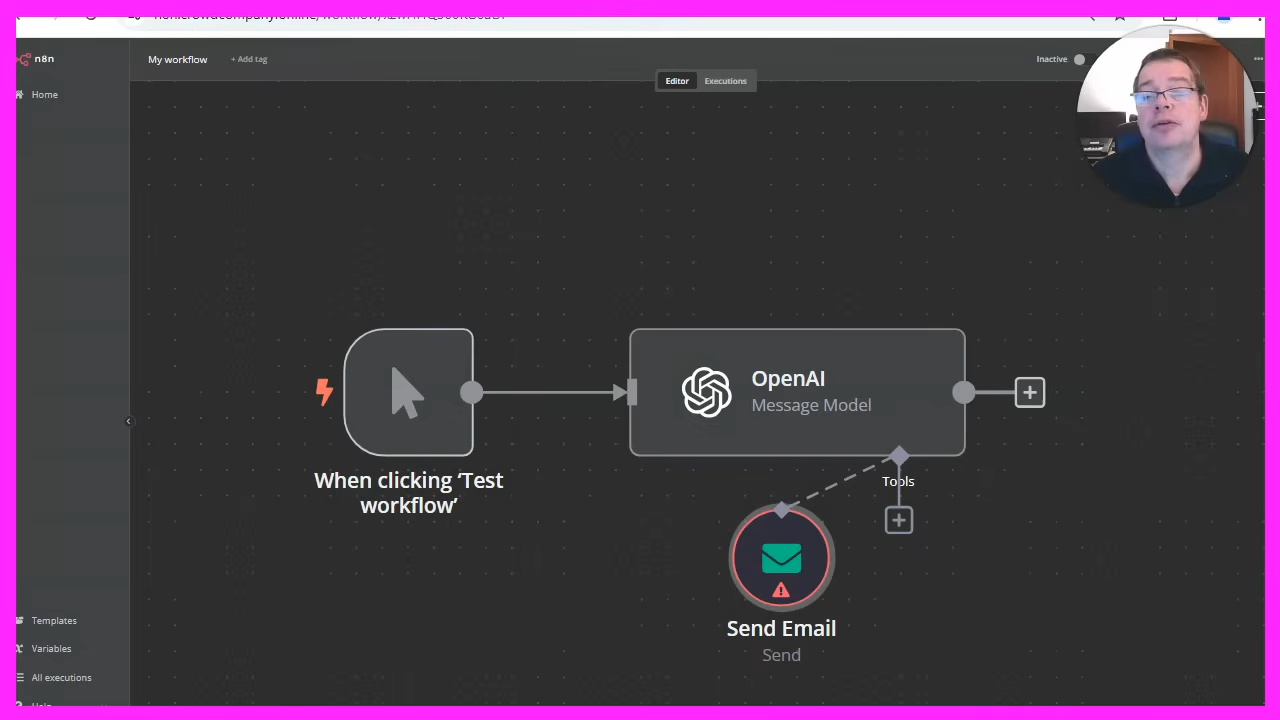 n8n
My workflow
+ Add tag
Inactive
Editor
Executions
Home
OpenAI
Message Model
When clicking ‘Test
workflow’
Tools
Send Email
Send
Templates
Variables
All executions